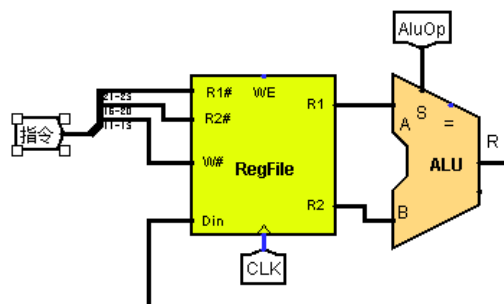 AluOp
R1#
WE
R1
21-25
16-20
R2#
11-15
指令
W#
RegFile
Din
R2
CLK
A
S
=
ALU
R
B